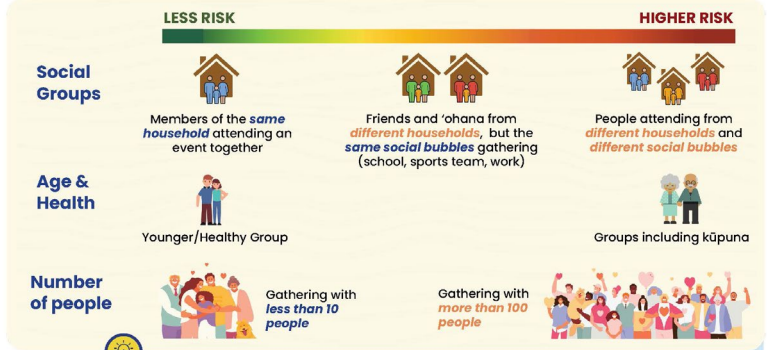 LESS RISK
HIGHER RISK
Social
Groups
Members of the same
household attending an
event together
Friends and ‘ohana from
different households, but the
same social bubbles gathering
(school, sports team, work)
People attending from
different households and
different social bubbles
Age &
Health
Younger/Healthy Group
Groups including kūpuna
Number
of people
Gathering with
less than 10
people
Gathering with
more than 100
people